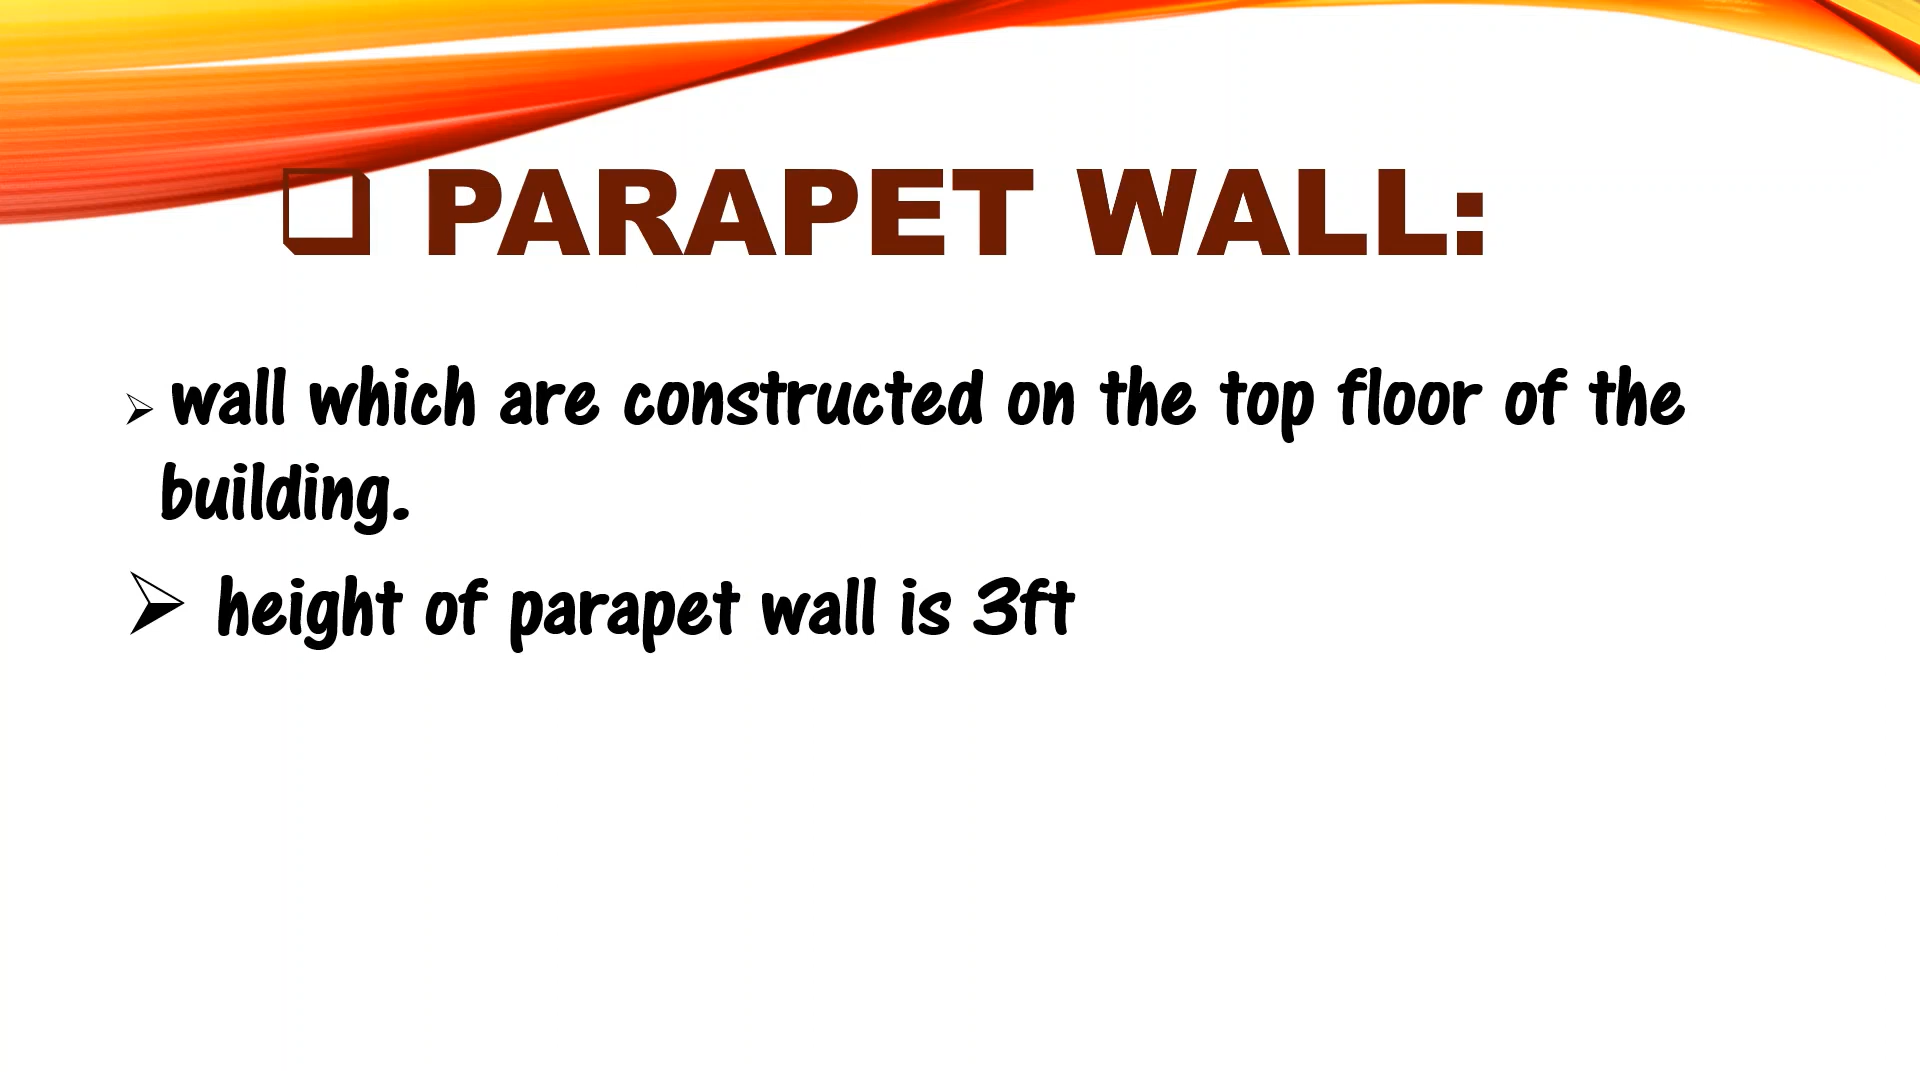 ❑ PARAPET WALL:
➢ wall which are constructed on the top floor of the
building.
➢ height of parapet wall is 3ft